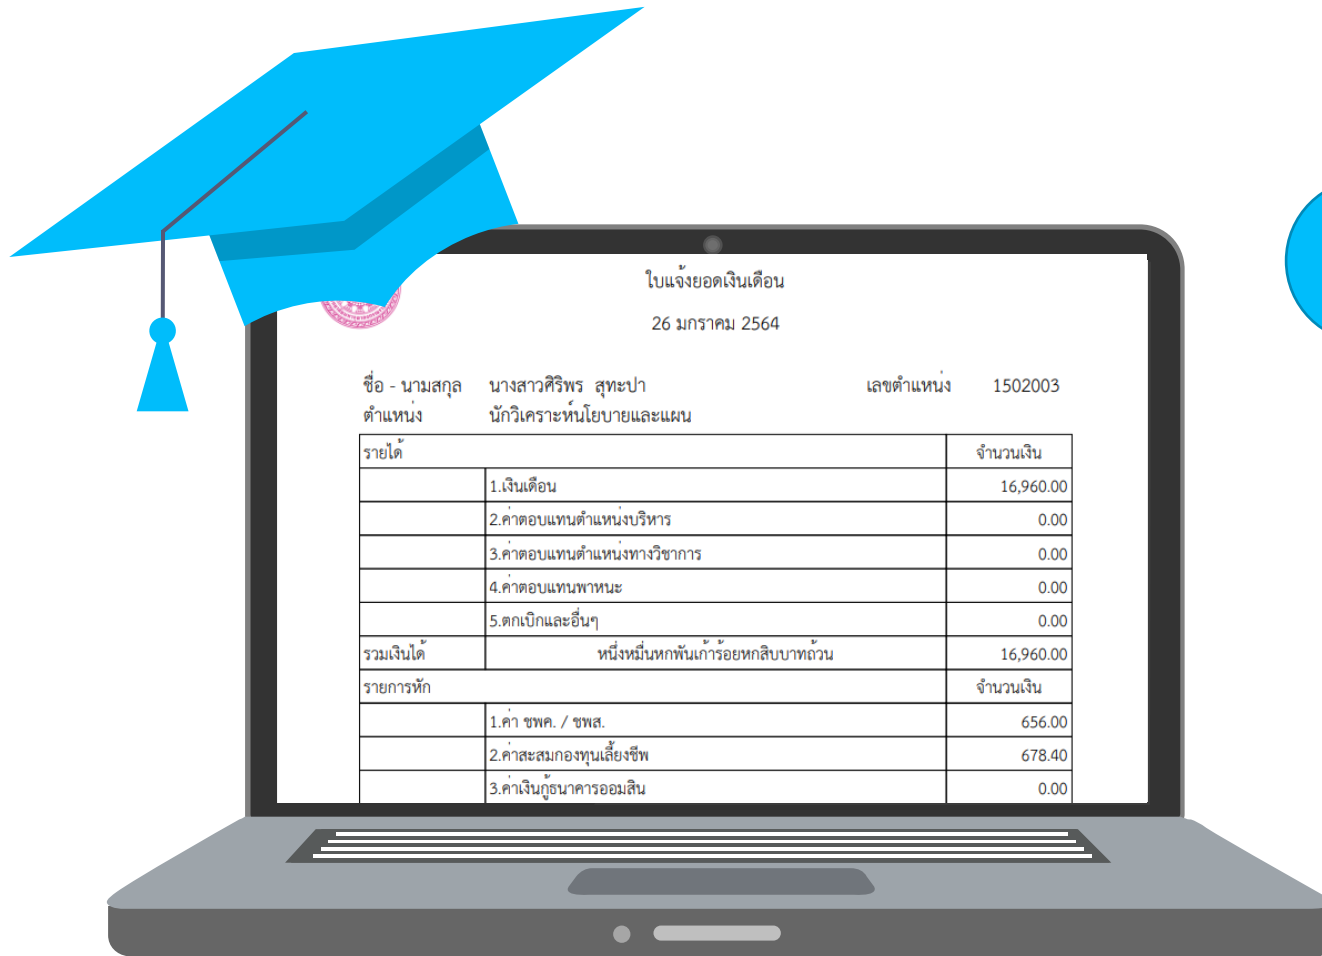 ใบแจ้งยอดเงินเดือน
26 มกราคม 2564
ชื่อ - นามสกุล นางสาวศิริพร สุทะปา เลขตำแหน่ง 1502003
ตำแหน่ง นักวิเคราะห์นโยบายและแผน
รายได้ จำนวนเงิน
1.เงินเดือน 16,960.00
2.ค่าตอบแทนตำแหน่งบริหาร 0.00
3.ค่าตอบแทนตำแหน่งทางวิชาการ 0.00
4.ค่าตอบแทนพาหนะ 0.00
5.ตกเบิกและอื่นๆ 0.00
รวมเงินได้ หนึ่งหมื่นหกพันเก้าร้อยหกสิบบาทถ้วน 16,960.00
รายการหัก จำนวนเงิน
1.ค่า ชพค. / ชพส. 656.00
2.ค่าสะสมกองทุนเลี้ยงชีพ 678.40
3.ค่าเงินกู้ธนาคารออมสิน 0.00